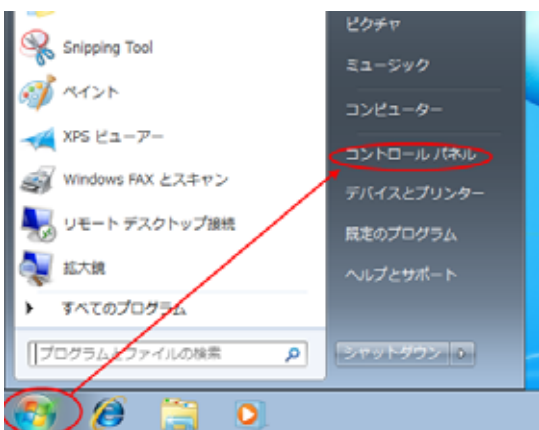 Snipping Tool
ペイント
XPS ビューアー
Windows FAX とスキャン
リモート デスクトップ接続
拡大鏡
すべてのプログラム
プログラムとファイルの検索
ピクチャ
ミュージック
コンピューター
コントロール パネル
デバイスとプリンター
既定のプログラム
ヘルプとサポート
シャットダウン